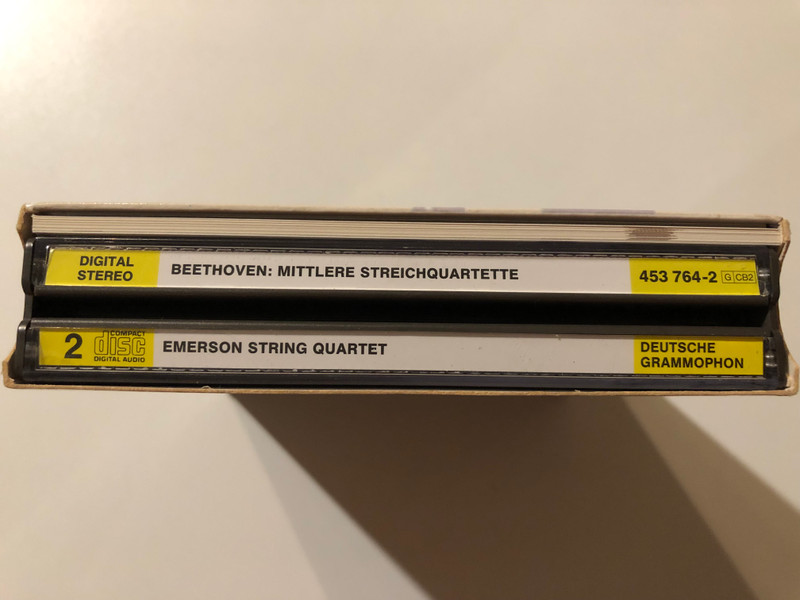 DIGITAL
STEREO
BEETHOVEN: MITTLERE STREICHQUARTETTE
453 764-2 G CB2
2
COMPACT
disc
DIGITAL AUDIO
EMERSON STRING QUARTET
DEUTSCHE
GRAMMOPHON